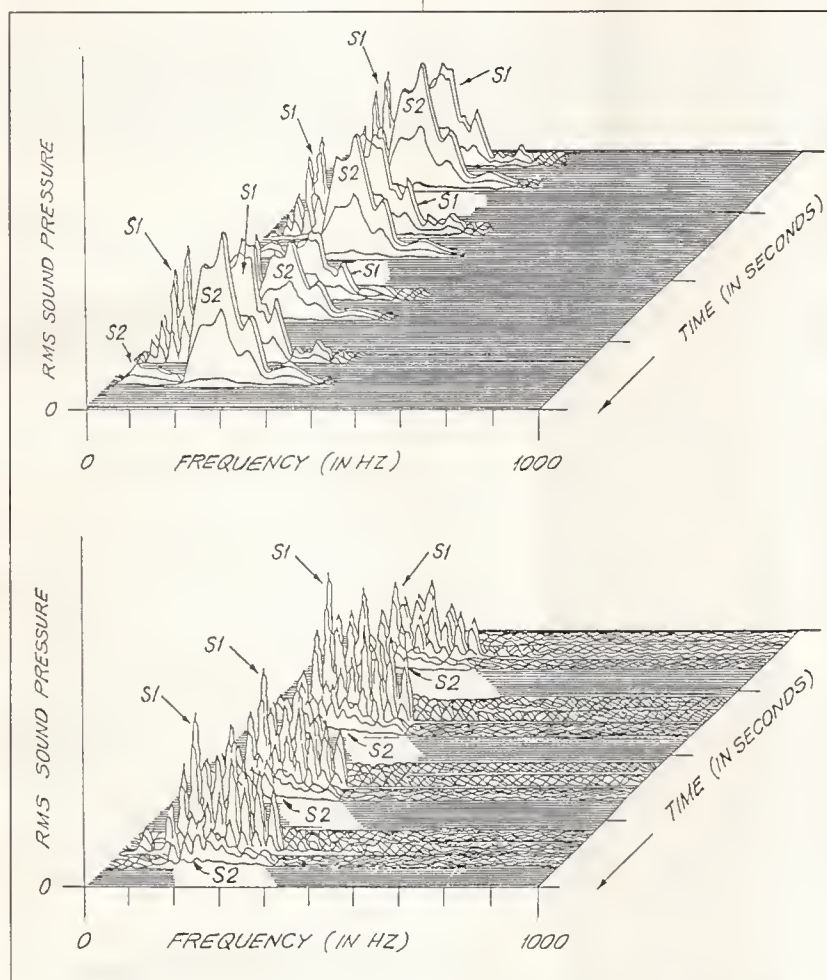 S1
S1
S2
S1
S2
S1
S1
S1
S2
S2
S1
S2
RMS SOUND PRESSURE
TIME (IN SECONDS)
0
0
FREQUENCY (IN HZ)
1000
S1
S1
S1
S2
S1
S2
S2
S2
RMS SOUND PRESSURE
TIME (IN SECONDS)
0
0
FREQUENCY (IN HZ)
1000